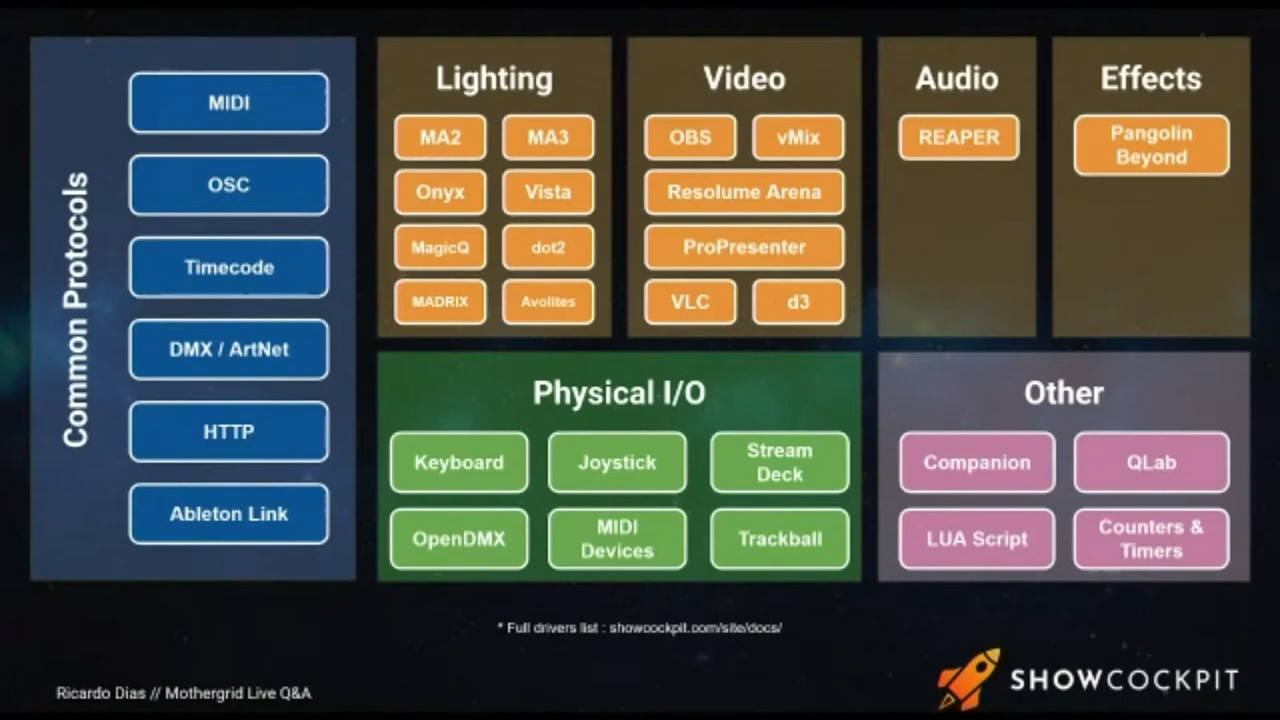 Common Protocols
MIDI
OSC
Timecode
DMX / ArtNet
HTTP
Ableton Link
Lighting
MA2
MA3
Onyx
Vista
MagicQ
dot2
MADRIX
Avolites
Video
OBS
vMix
Resolume Arena
ProPresenter
VLC
d3
Audio
REAPER
Effects
Pangolin
Beyond
Physical I/O
Keyboard
Joystick
Stream
Deck
OpenDMX
MIDI
Devices
Trackball
Other
Companion
QLab
LUA Script
Counters &
Timers
* Full drivers list : showcockpit.com/site/docs/
Ricardo Dias // Mothergrid Live Q&A
SHOWCOCKPIT